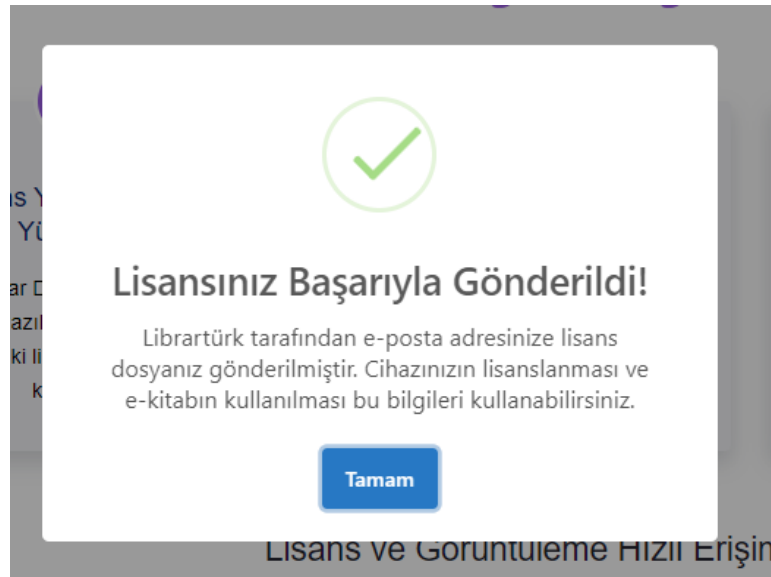 Lisansınız Başarıyla Gönderildi!
Librartürk tarafından e-posta adresinize lisans
dosyanız gönderilmiştir. Cihazınızın lisanslanması ve
e-kitabın kullanılması bu bilgileri kullanabilirsiniz.
Tamam
Lisans ve Görüntüleme Hızlı